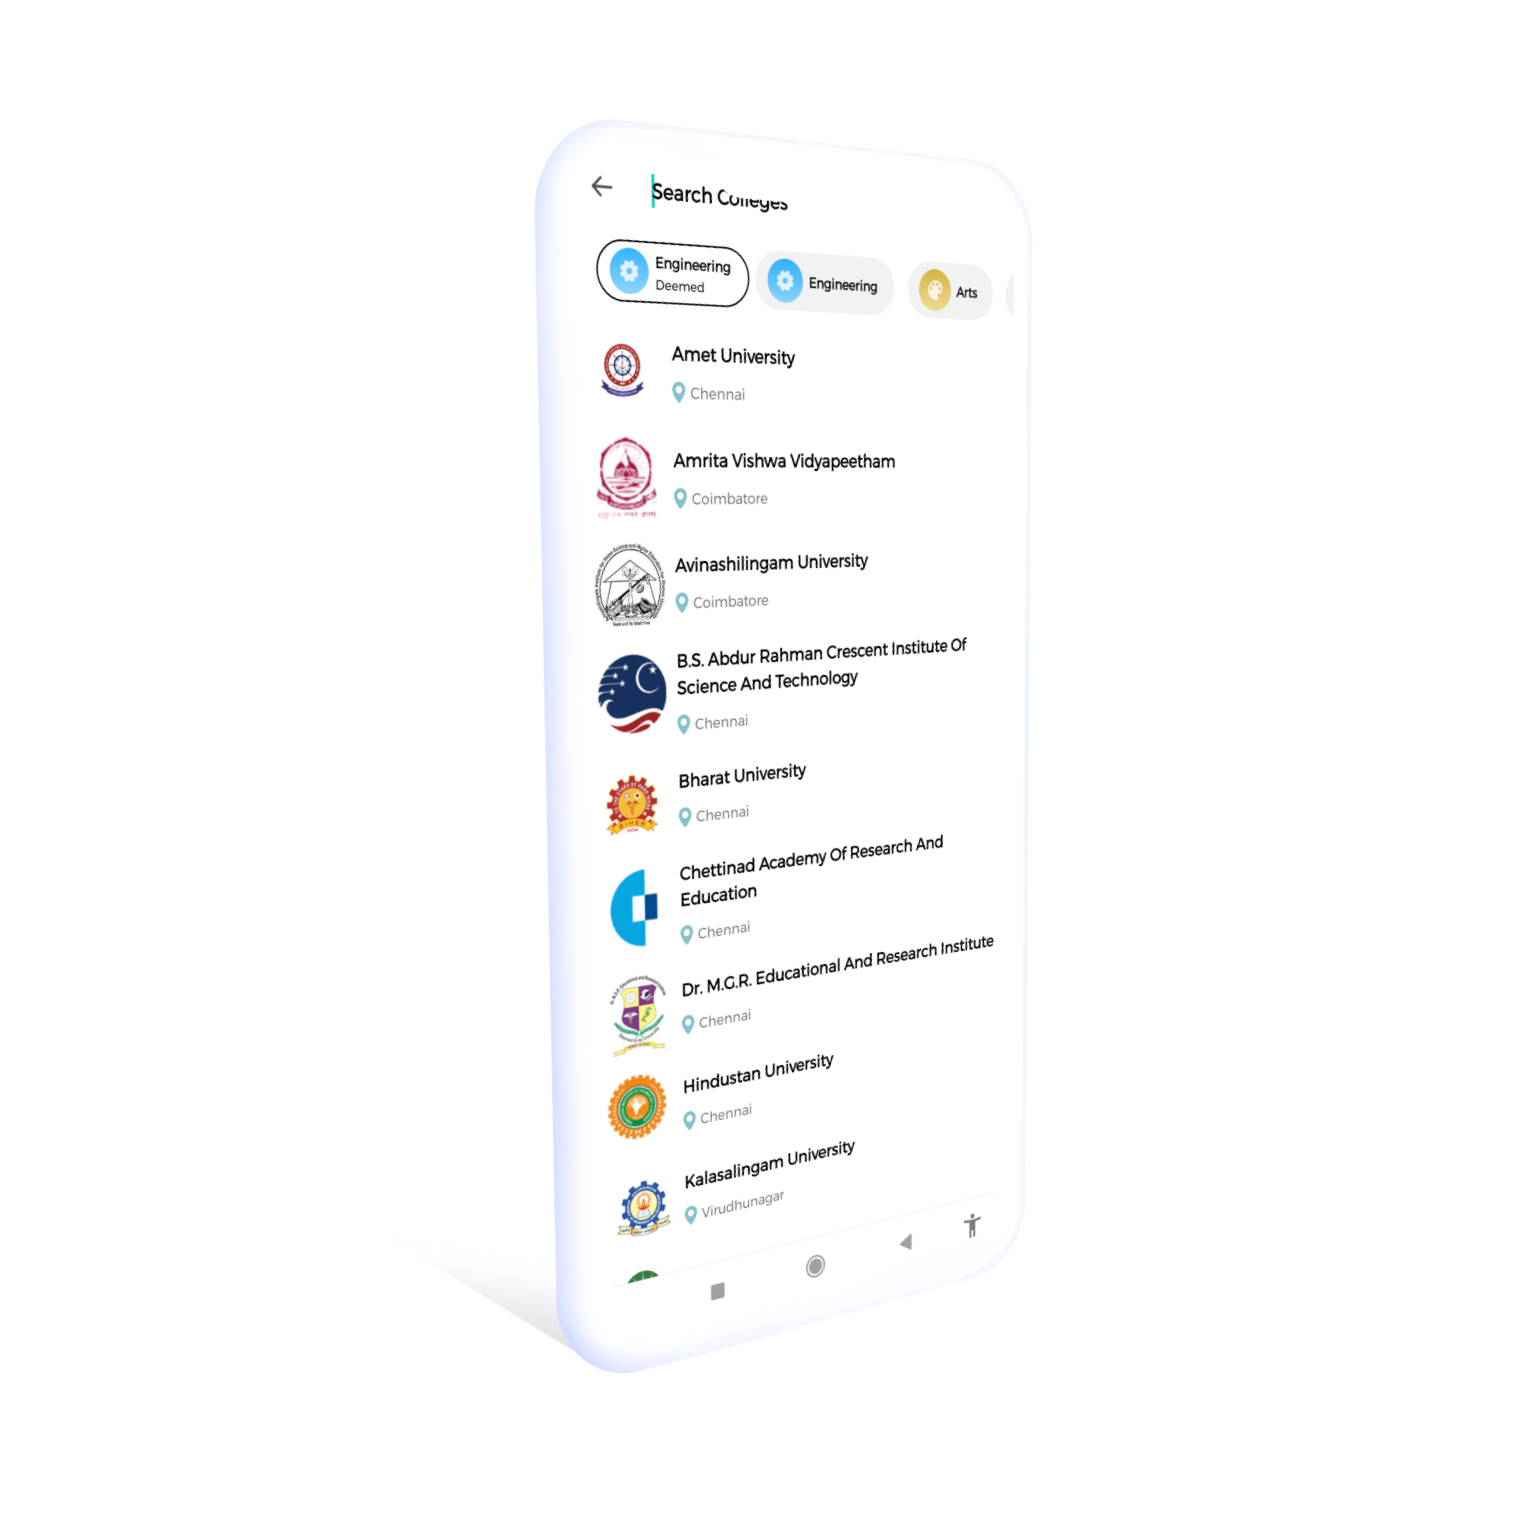 Search Colleges
Engineering
Deemed
Engineering
Arts
Amet University
Chennai
Amrita Vishwa Vidyapeetham
Coimbatore
Avinashilingam University
Coimbatore
B.S. Abdur Rahman Crescent Institute Of
Science And Technology
Chennai
Bharat University
Chennai
BIHER
Chettinad Academy Of Research And
Education
Chennai
Dr. M.G.R. Educational And Research Institute
Chennai
Hindustan University
Chennai
Kalasalingam University
Virudhunagar